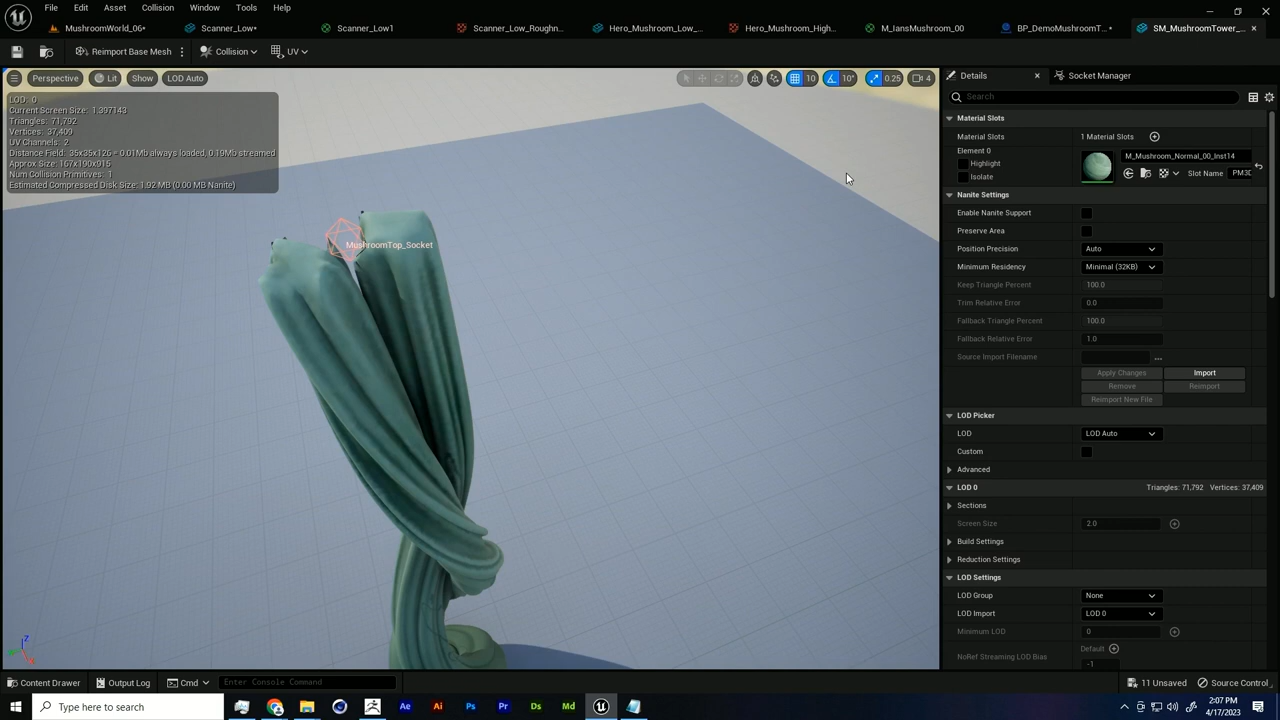 File Edit Asset Collision Window Tools Help
MushroomWorld_06* Scanner_Low* Scanner_Low1 Scanner_Low_Roughn... Hero_Mushroom_Low_... Hero_Mushroom_High... M_IansMushroom_00 BP_DemoMushroomT...* SM_MushroomTower_...
Reimport Base Mesh Collision UV
Perspective Lit Show LOD Auto 10 10° 0.25 4
Details Socket Manager
Search
LOD: 0
Current Screen Size: 1.397143
Triangles: 71,792
Vertices: 37,409
UV Channels: 2
Distance Field: 35x35x126 = 0.01Mb always loaded, 0.19Mb streamed
Approx Size: 167x190x915
Num Collision Primitives: 1
Estimated Compressed Disk Size: 1.92 MB (0.00 MB Nanite)
MushroomTop_Socket
Material Slots
Material Slots 1 Material Slots
Element 0
Highlight
Isolate
M_Mushroom_Normal_00_Inst14
Slot Name PM3D
Nanite Settings
Enable Nanite Support
Preserve Area
Position Precision Auto
Minimum Residency Minimal (32KB)
Keep Triangle Percent 100.0
Trim Relative Error 0.0
Fallback Triangle Percent 100.0
Fallback Relative Error 1.0
Source Import Filename ...
Apply Changes Import
Remove Reimport
Reimport New File
LOD Picker
LOD LOD Auto
Custom
Advanced
LOD 0 Triangles: 71,792 Vertices: 37,409
Sections
Screen Size 2.0
Build Settings
Reduction Settings
LOD Settings
LOD Group None
LOD Import LOD 0
Minimum LOD 0
Default
NoRef Streaming LOD Bias
-1
Content Drawer Output Log Cmd Enter Console Command 11 Unsaved Source Control
Type here to search Ae Ai Ps Pr Ds Md
2:07 PM
4/17/2023